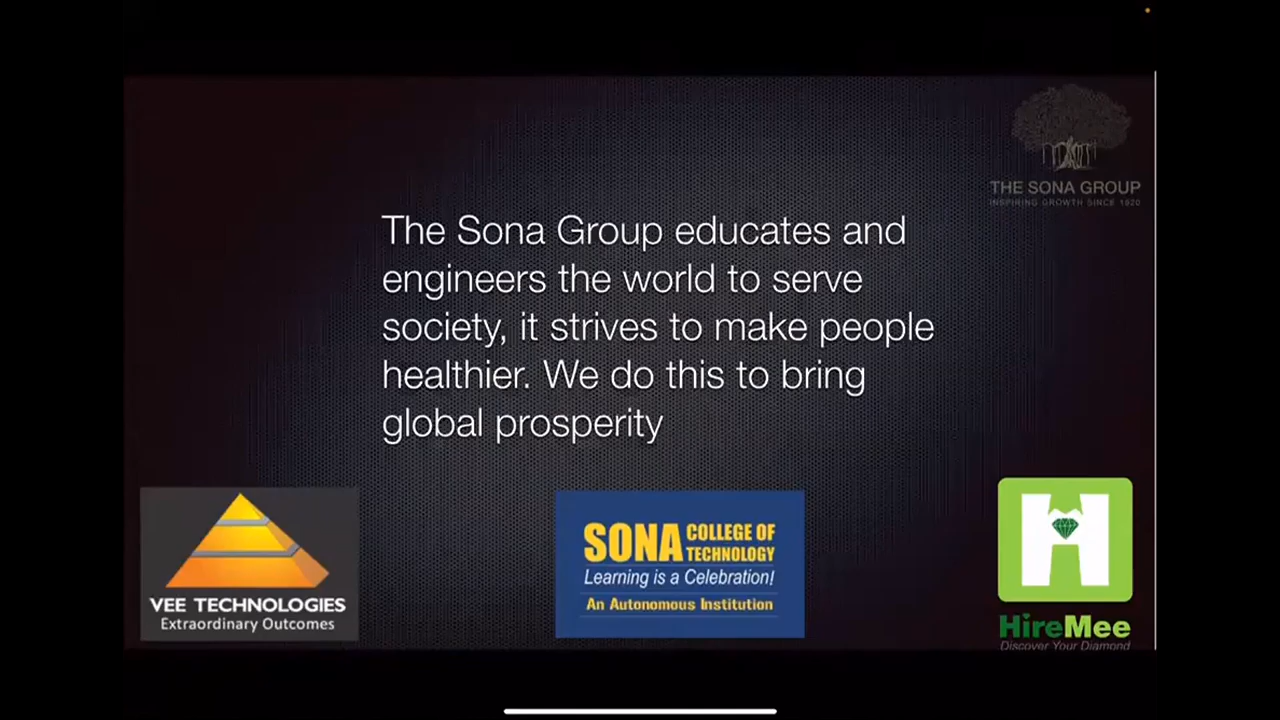 THE SONA GROUP
INSPIRING GROWTH SINCE 1920
The Sona Group educates and
engineers the world to serve
society, it strives to make people
healthier. We do this to bring
global prosperity
VEE TECHNOLOGIES
Extraordinary Outcomes
SONA COLLEGE OF
TECHNOLOGY
Learning is a Celebration!
An Autonomous Institution
H
HireMee
Discover Your Diamond